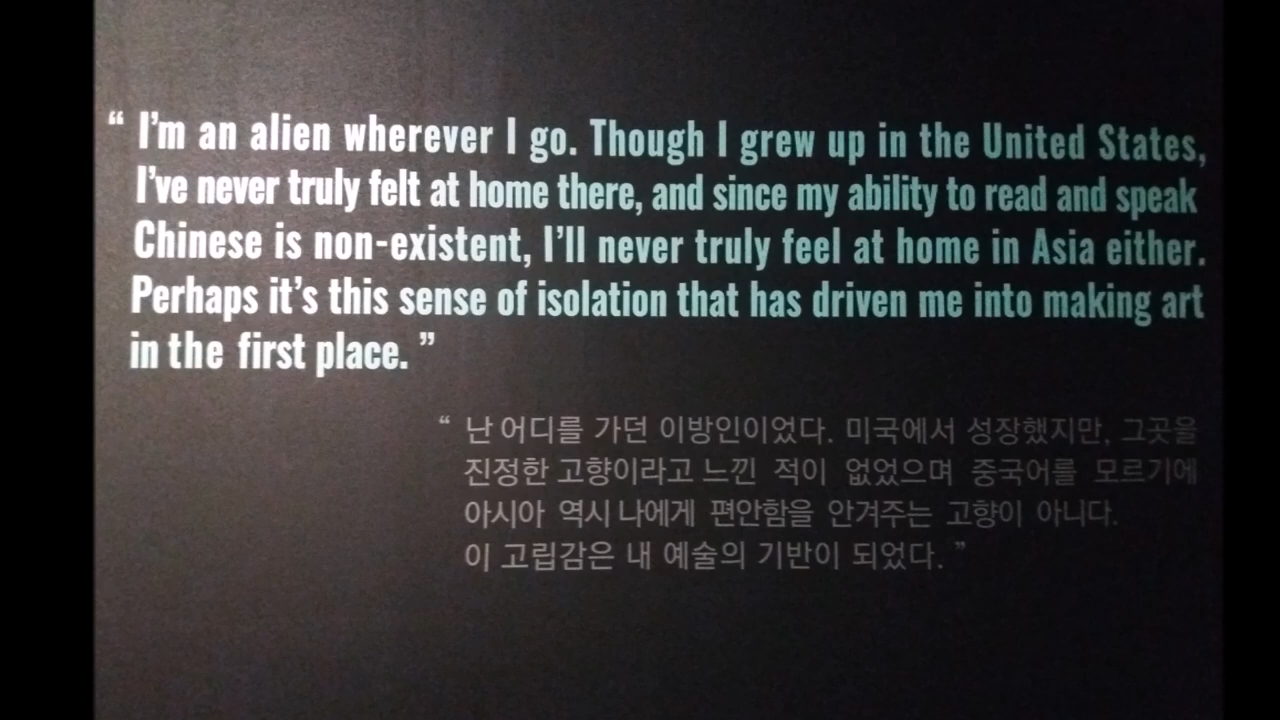 “ I’m an alien wherever I go. Though I grew up in the United States,
I’ve never truly felt at home there, and since my ability to read and speak
Chinese is non-existent, I’ll never truly feel at home in Asia either.
Perhaps it’s this sense of isolation that has driven me into making art
in the first place. ”
“ 난 어디를 가던 이방인이었다. 미국에서 성장했지만, 그곳을
진정한 고향이라고 느낀 적이 없었으며 중국어를 모르기에
아시아 역시 나에게 편안함을 안겨주는 고향이 아니다.
이 고립감은 내 예술의 기반이 되었다. ”